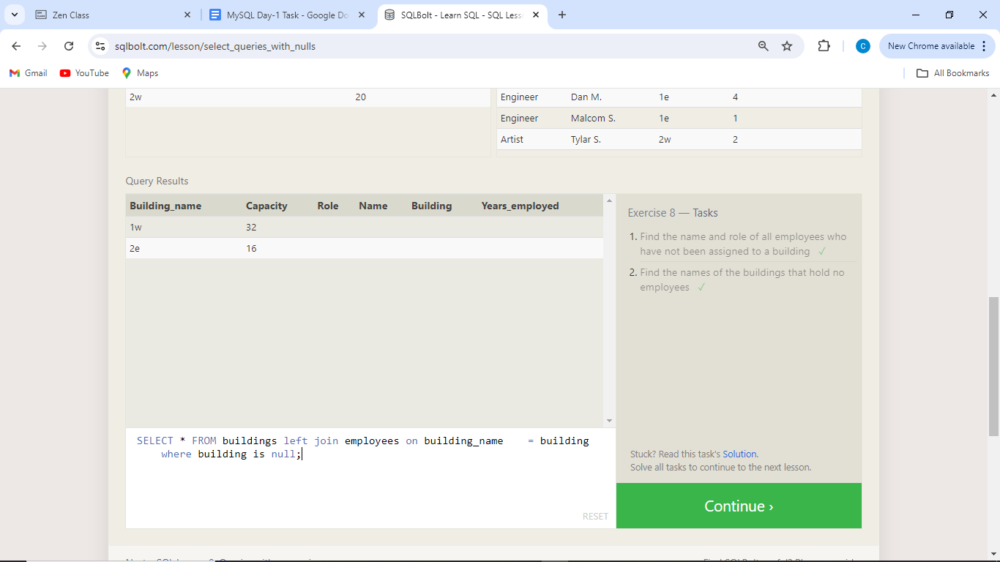 Zen Class
MySQL Day-1 Task - Google Do
SQLBolt - Learn SQL - SQL Less
sqlbolt.com/lesson/select_queries_with_nulls
C
New Chrome available
Gmail
YouTube
Maps
All Bookmarks
2w 20
Engineer Dan M. 1e 4
Engineer Malcom S. 1e 1
Artist Tylar S. 2w 2
Query Results
Building_name Capacity Role Name Building Years_employed
1w 32
2e 16
Exercise 8 — Tasks
1. Find the name and role of all employees who
have not been assigned to a building ✓
2. Find the names of the buildings that hold no
employees ✓
SELECT * FROM buildings left join employees on building_name = building
where building is null;
RESET
Stuck? Read this task's Solution.
Solve all tasks to continue to the next lesson.
Continue ›